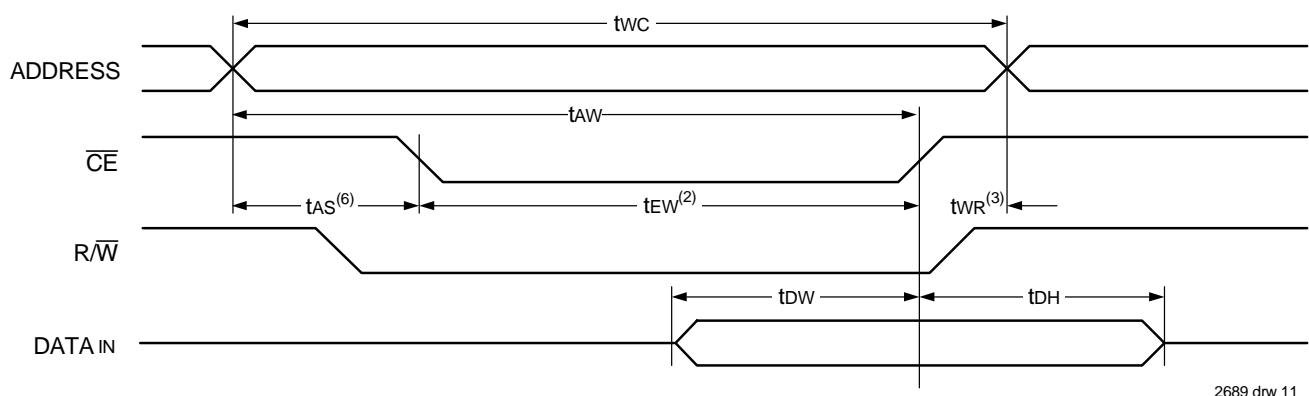 tWC
ADDRESS
tAW
CE
tAS(6) tEW(2) tWR(3)
R/W
tDW tDH
DATA IN
2689 drw 11